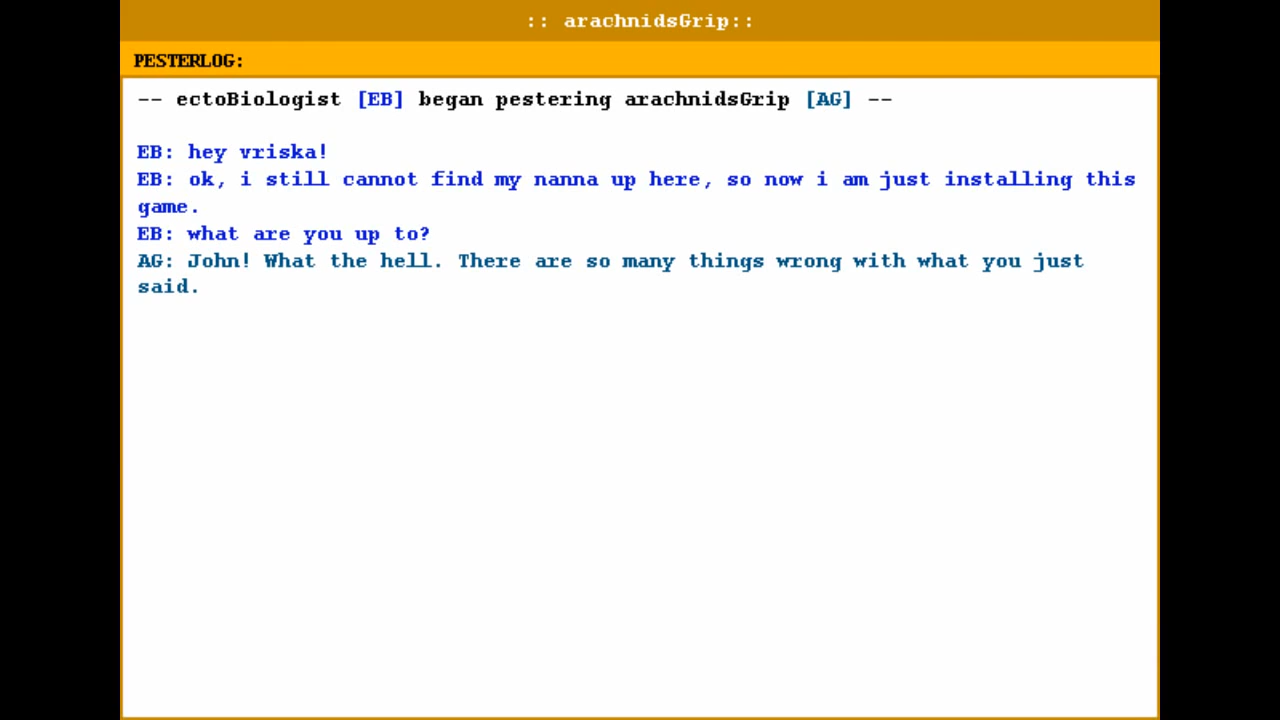 :: arachnidsGrip::
PESTERLOG:
-- ectoBiologist [EB] began pestering arachnidsGrip [AG] --
EB: hey vriska!
EB: ok, i still cannot find my nanna up here, so now i am just installing this
game.
EB: what are you up to?
AG: John! What the hell. There are so many things wrong with what you just
said.